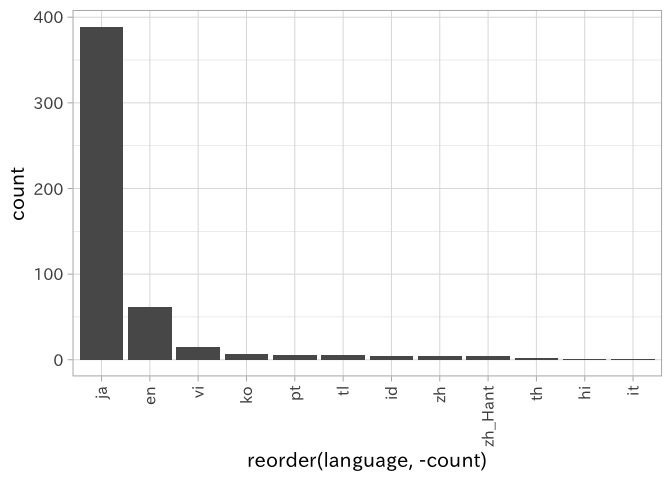 400
300
200
100
0
count
ja
en
vi
ko
pt
tl
id
zh
zh_Hant
th
hi
it
reorder(language, -count)